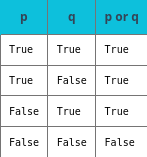 p q p or q
True True True
True False True
False True True
False False False